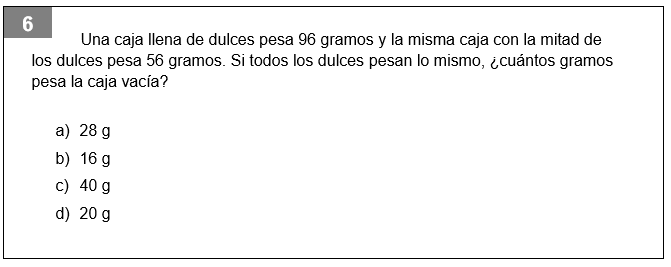 6
Una caja llena de dulces pesa 96 gramos y la misma caja con la mitad de
los dulces pesa 56 gramos. Si todos los dulces pesan lo mismo, ¿cuántos gramos
pesa la caja vacía?
a) 28 g
b) 16 g
c) 40 g
d) 20 g